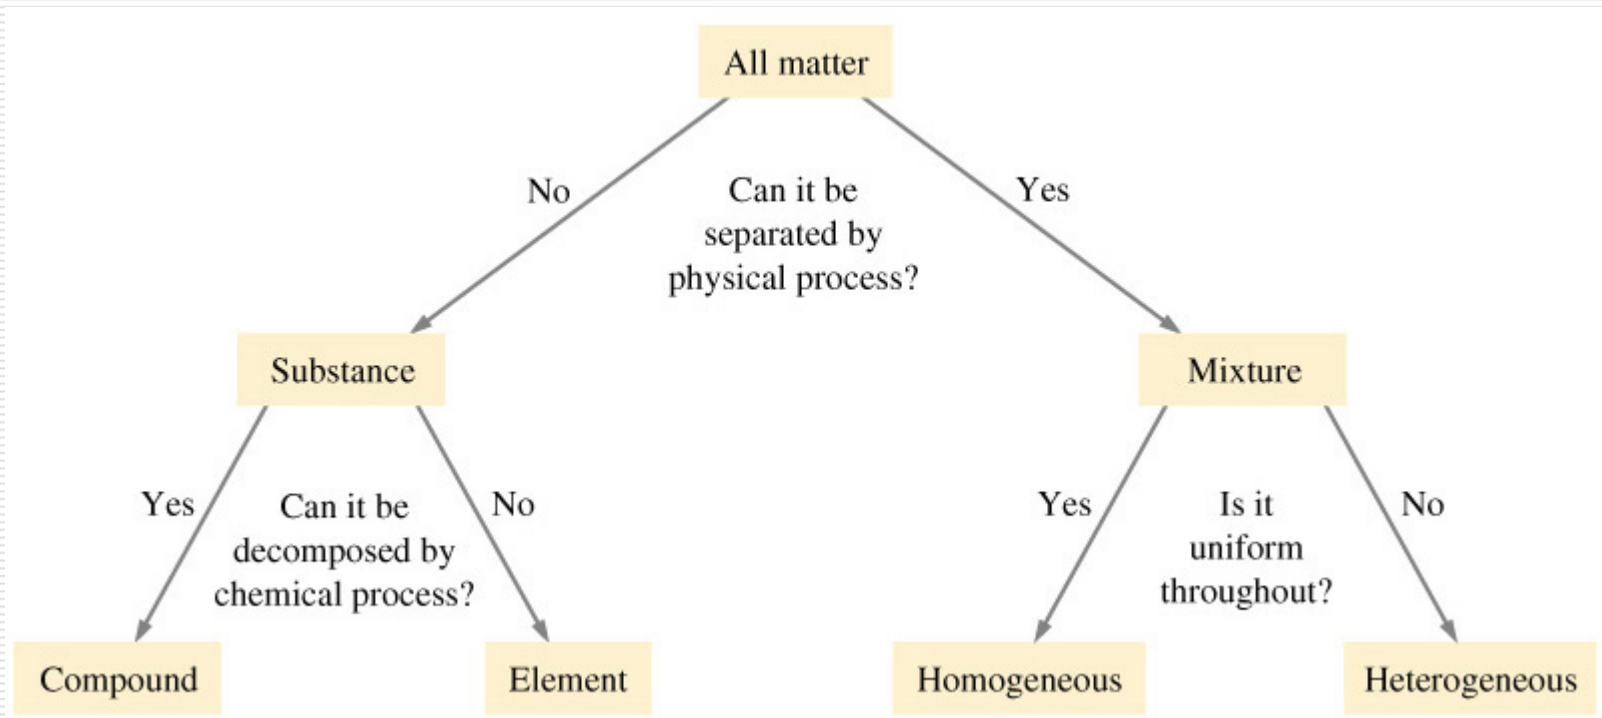 All matter
No
Can it be
separated by
physical process?
Yes
Substance
Mixture
Yes
Can it be
decomposed by
chemical process?
No
Yes
Is it
uniform
throughout?
No
Compound
Element
Homogeneous
Heterogeneous